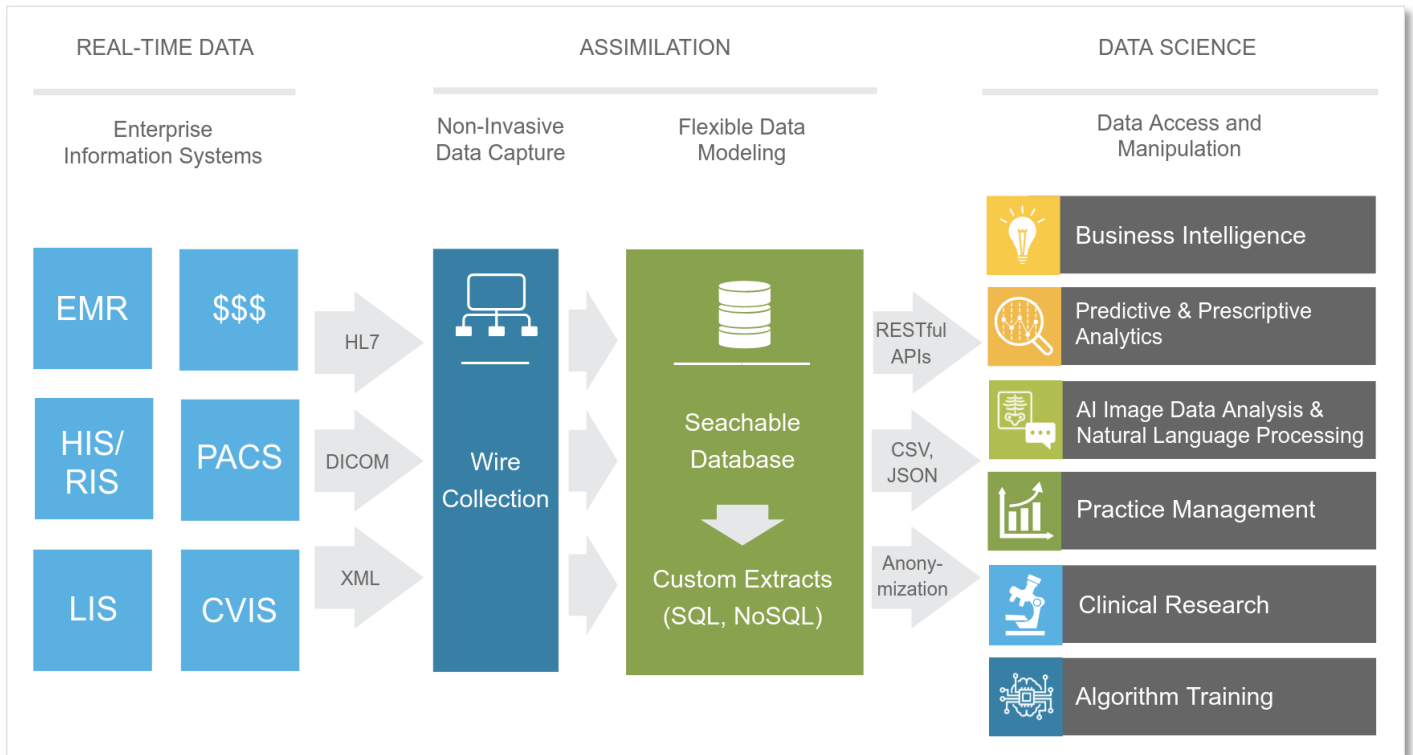 REAL-TIME DATA
ASSIMILATION
DATA SCIENCE
Enterprise
Information Systems
Non-Invasive
Data Capture
Flexible Data
Modeling
Data Access and
Manipulation
EMR
$$$
HIS/
RIS
PACS
LIS
CVIS
HL7
DICOM
XML
Wire
Collection
Seachable
Database
Custom Extracts
(SQL, NoSQL)
RESTful
APIs
CSV,
JSON
Anony-
mization
Business Intelligence
Predictive & Prescriptive
Analytics
AI Image Data Analysis &
Natural Language Processing
Practice Management
Clinical Research
Algorithm Training